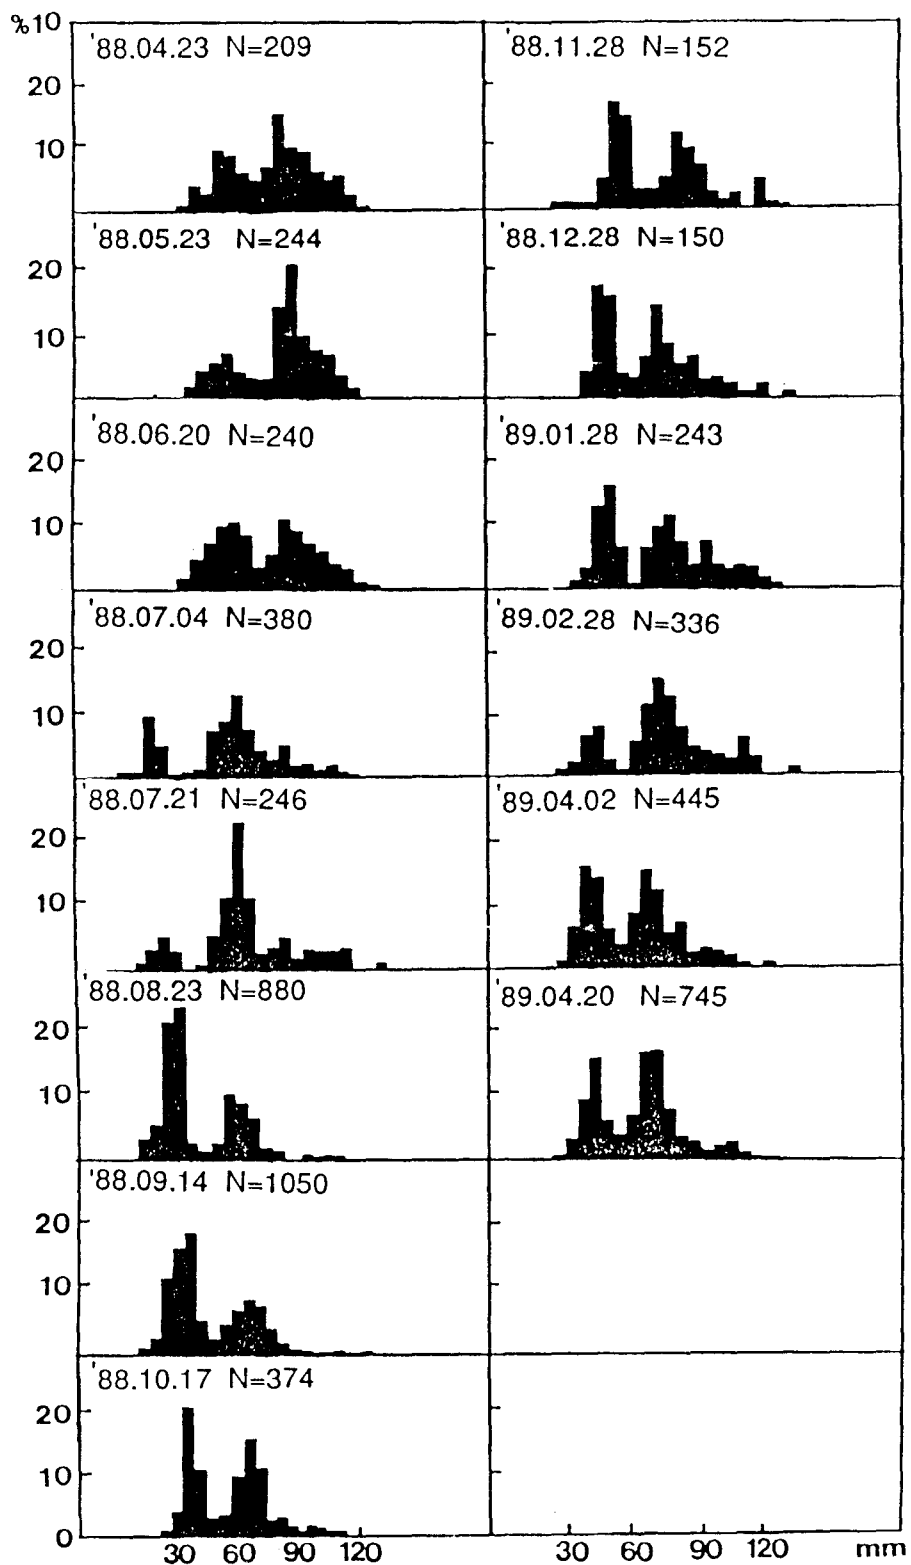 %10
'88.04.23 N=209
20
10
'88.05.23 N=244
20
10
'88.06.20 N=240
20
10
'88.07.04 N=380
20
10
'88.07.21 N=246
20
10
'88.08.23 N=880
20
10
'88.09.14 N=1050
20
10
'88.10.17 N=374
20
10
0
30 60 90 120
'88.11.28 N=152
'88.12.28 N=150
'89.01.28 N=243
'89.02.28 N=336
'89.04.02 N=445
'89.04.20 N=745
30 60 90 120 mm